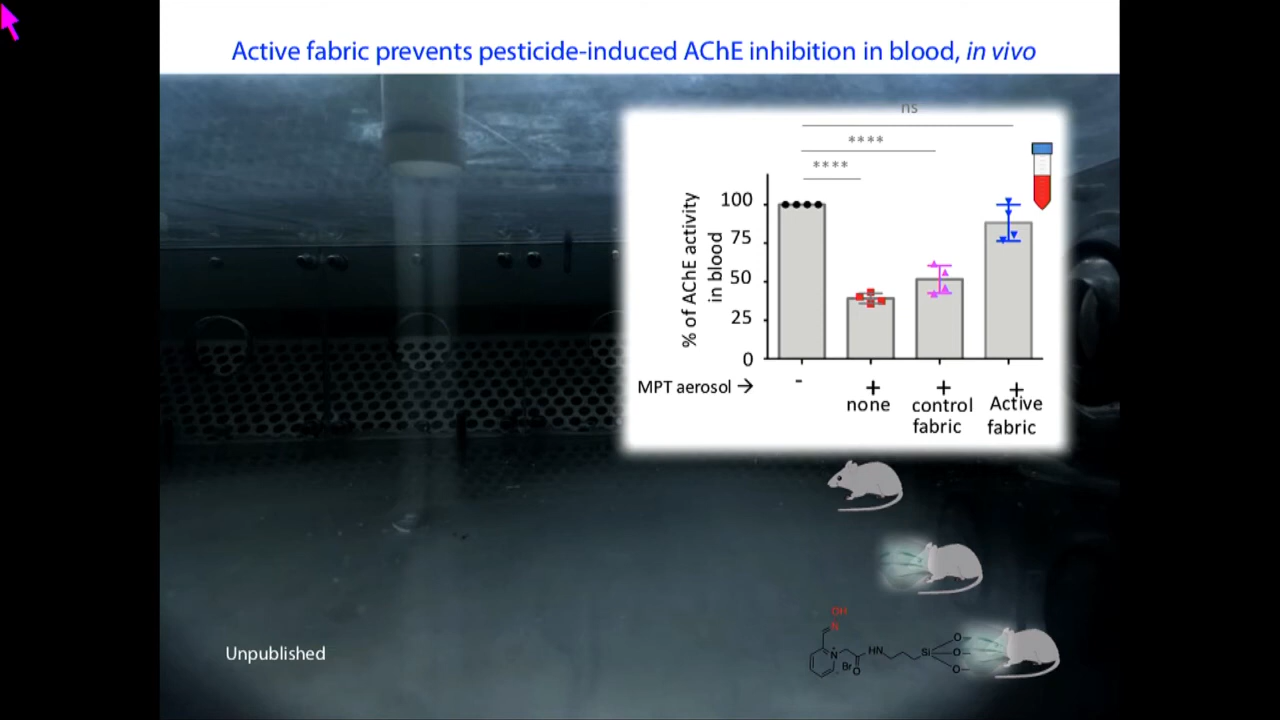 Active fabric prevents pesticide-induced AChE inhibition in blood, in vivo
ns
****
****
% of AChE activity
in blood
100
75
50
25
0
MPT aerosol →
-
+
+
+
none
control
fabric
Active
fabric
OH
N
N+
Br-
O
HN
Si
O
O
O
Unpublished